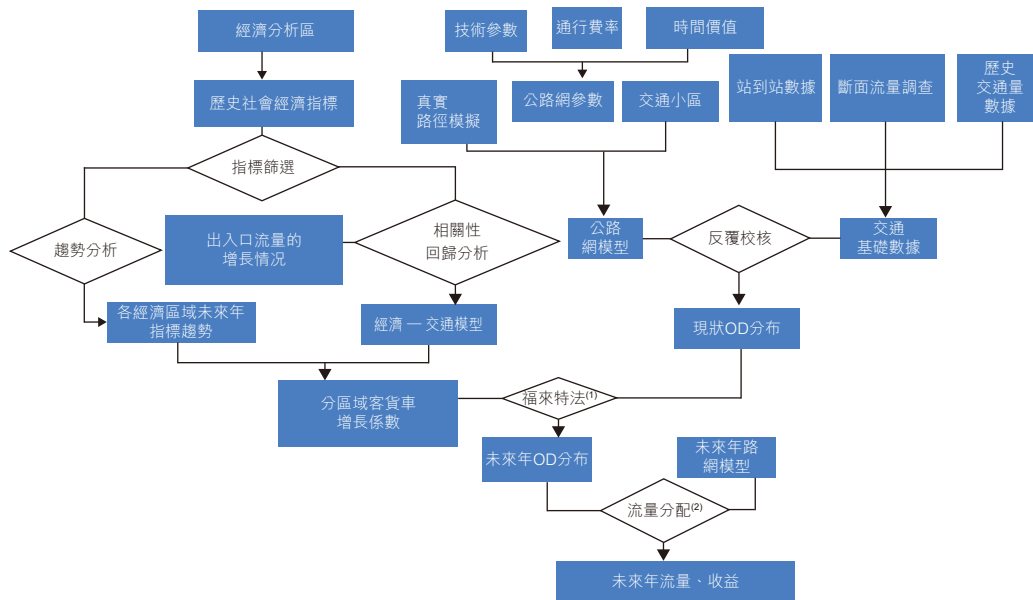 經濟分析區
技術參數
通行費率
時間價值
歷史社會經濟指標
真實
路徑模擬
公路網參數
交通小區
站到站數據
斷面流量調查
歷史
交通量
數據
指標篩選
趨勢分析
出入口流量的
增長情況
相關性
回歸分析
公路
網模型
反覆校核
交通
基礎數據
各經濟區域未來年
指標趨勢
經濟 — 交通模型
現狀OD分布
分區域客貨車
增長係數
福來特法(1)
未來年OD分布
未來年路
網模型
流量分配(2)
未來年流量、收益